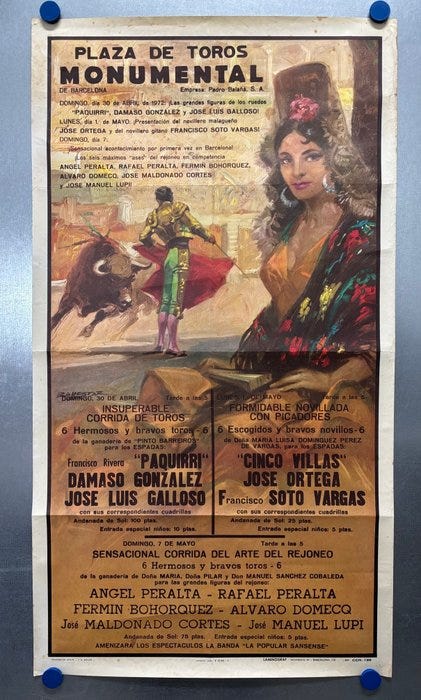 PLAZA DE TOROS
MONUMENTAL
DE BARCELONA
Empresa: Pedro Balañá, S. A.
DOMINGO, día 30 de ABRIL de 1972: ¡Las grandes figuras de los ruedos
"PAQUIRRI", DAMASO GONZALEZ y JOSE LUIS GALLOSO!
LUNES, día 1.º de MAYO: ¡Presentación del novillero malagueño
JOSE ORTEGA y del novillero gitano FRANCISCO SOTO VARGAS!
DOMINGO, día 7:
¡Sensacional acontecimiento por primera vez en Barcelona!
¡Los seis máximos "ases" del rejoneo en competencia
ANGEL PERALTA, RAFAEL PERALTA, FERMIN BOHORQUEZ,
ALVARO DOMECQ, JOSE MALDONADO CORTES
y JOSE MANUEL LUPI!
DOMINGO, 30 DE ABRIL Tarde a las 5
INSUPERABLE
CORRIDA DE TOROS
6 Hermosos y bravos toros - 6
de la ganadería de "PINTO BARREIROS"
para los ESPADAS:
Francisco Rivera "PAQUIRRI"
DAMASO GONZALEZ
JOSE LUIS GALLOSO
con sus correspondientes cuadrillas
Andanada de Sol: 100 ptas.
Entrada especial niños: 10 ptas.
LUNES, 1.º DE MAYO Tarde a las 5
FORMIDABLE NOVILLADA
CON PICADORES
6 Escogidos y bravos novillos - 6
de DOÑA MARIA LUISA DOMINGUEZ PEREZ
DE VARGAS, para los ESPADAS:
"CINCO VILLAS"
JOSE ORTEGA
Francisco SOTO VARGAS
con sus correspondientes cuadrillas
Andanada de Sol: 25 ptas.
Entrada especial niños: 5 ptas.
DOMINGO, 7 DE MAYO Tarde a las 5
SENSACIONAL CORRIDA DEL ARTE DEL REJONEO
6 Hermosos y bravos toros - 6
de la ganadería de Doña MARIA, Doña PILAR y Don MANUEL SANCHEZ COBALEDA
para las grandes figuras del rejoneo:
ANGEL PERALTA - RAFAEL PERALTA
FERMIN BOHORQUEZ - ALVARO DOMECQ
José MALDONADO CORTES - José MANUEL LUPI
Andanada de Sol: 75 ptas. Entrada especial niños: 5 ptas.
AMENIZARA LOS ESPECTACULOS LA BANDA "LA POPULAR SANSENSE"